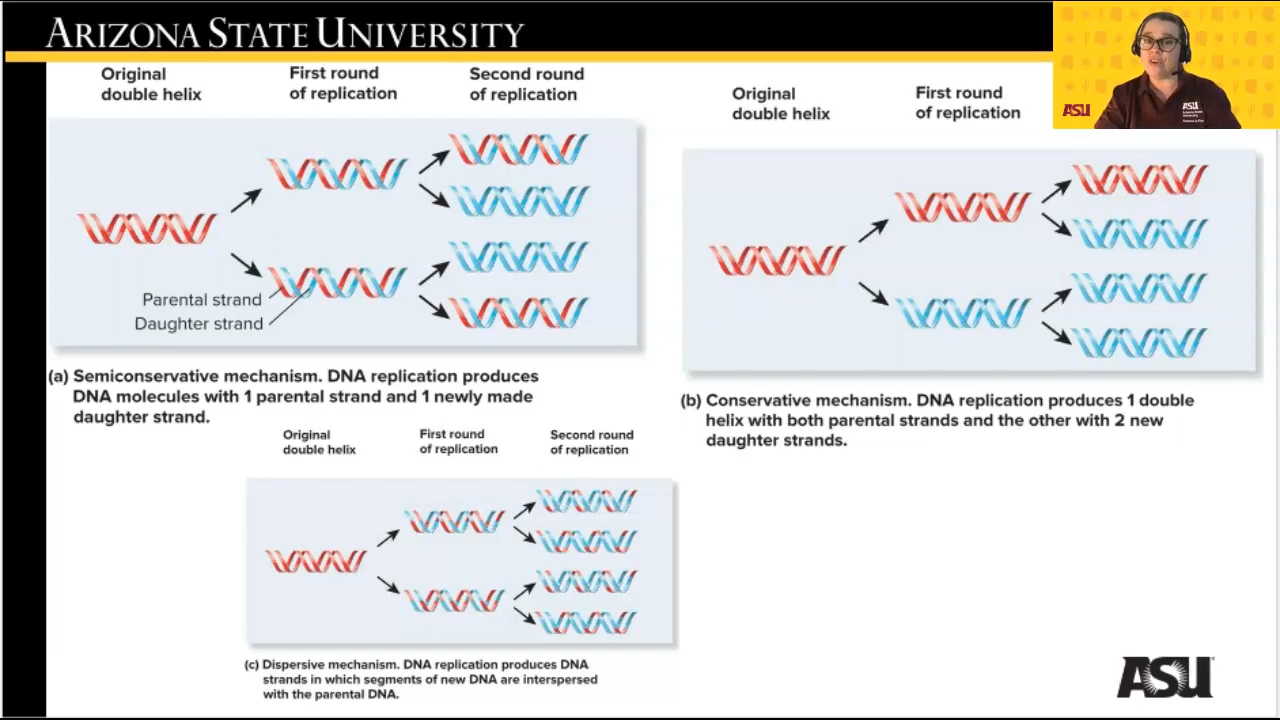 ARIZONA STATE UNIVERSITY
Original
double helix
First round
of replication
Second round
of replication
Parental strand
Daughter strand
(a) Semiconservative mechanism. DNA replication produces
DNA molecules with 1 parental strand and 1 newly made
daughter strand.
Original
double helix
First round
of replication
(b) Conservative mechanism. DNA replication produces 1 double
helix with both parental strands and the other with 2 new
daughter strands.
Original
double helix
First round
of replication
Second round
of replication
(c) Dispersive mechanism. DNA replication produces DNA
strands in which segments of new DNA are interspersed
with the parental DNA.
ASU
ASU
Arizona State
University
ASU